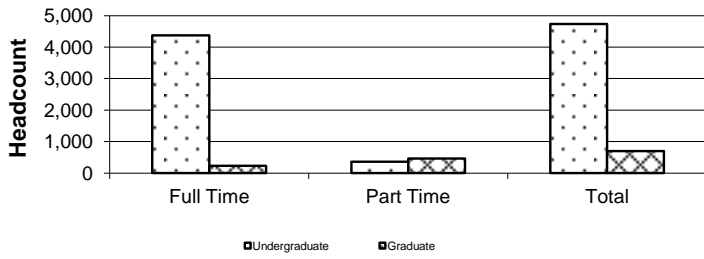 5,000
4,000
3,000
2,000
1,000
0
Headcount
Full Time Part Time Total
Undergraduate Graduate